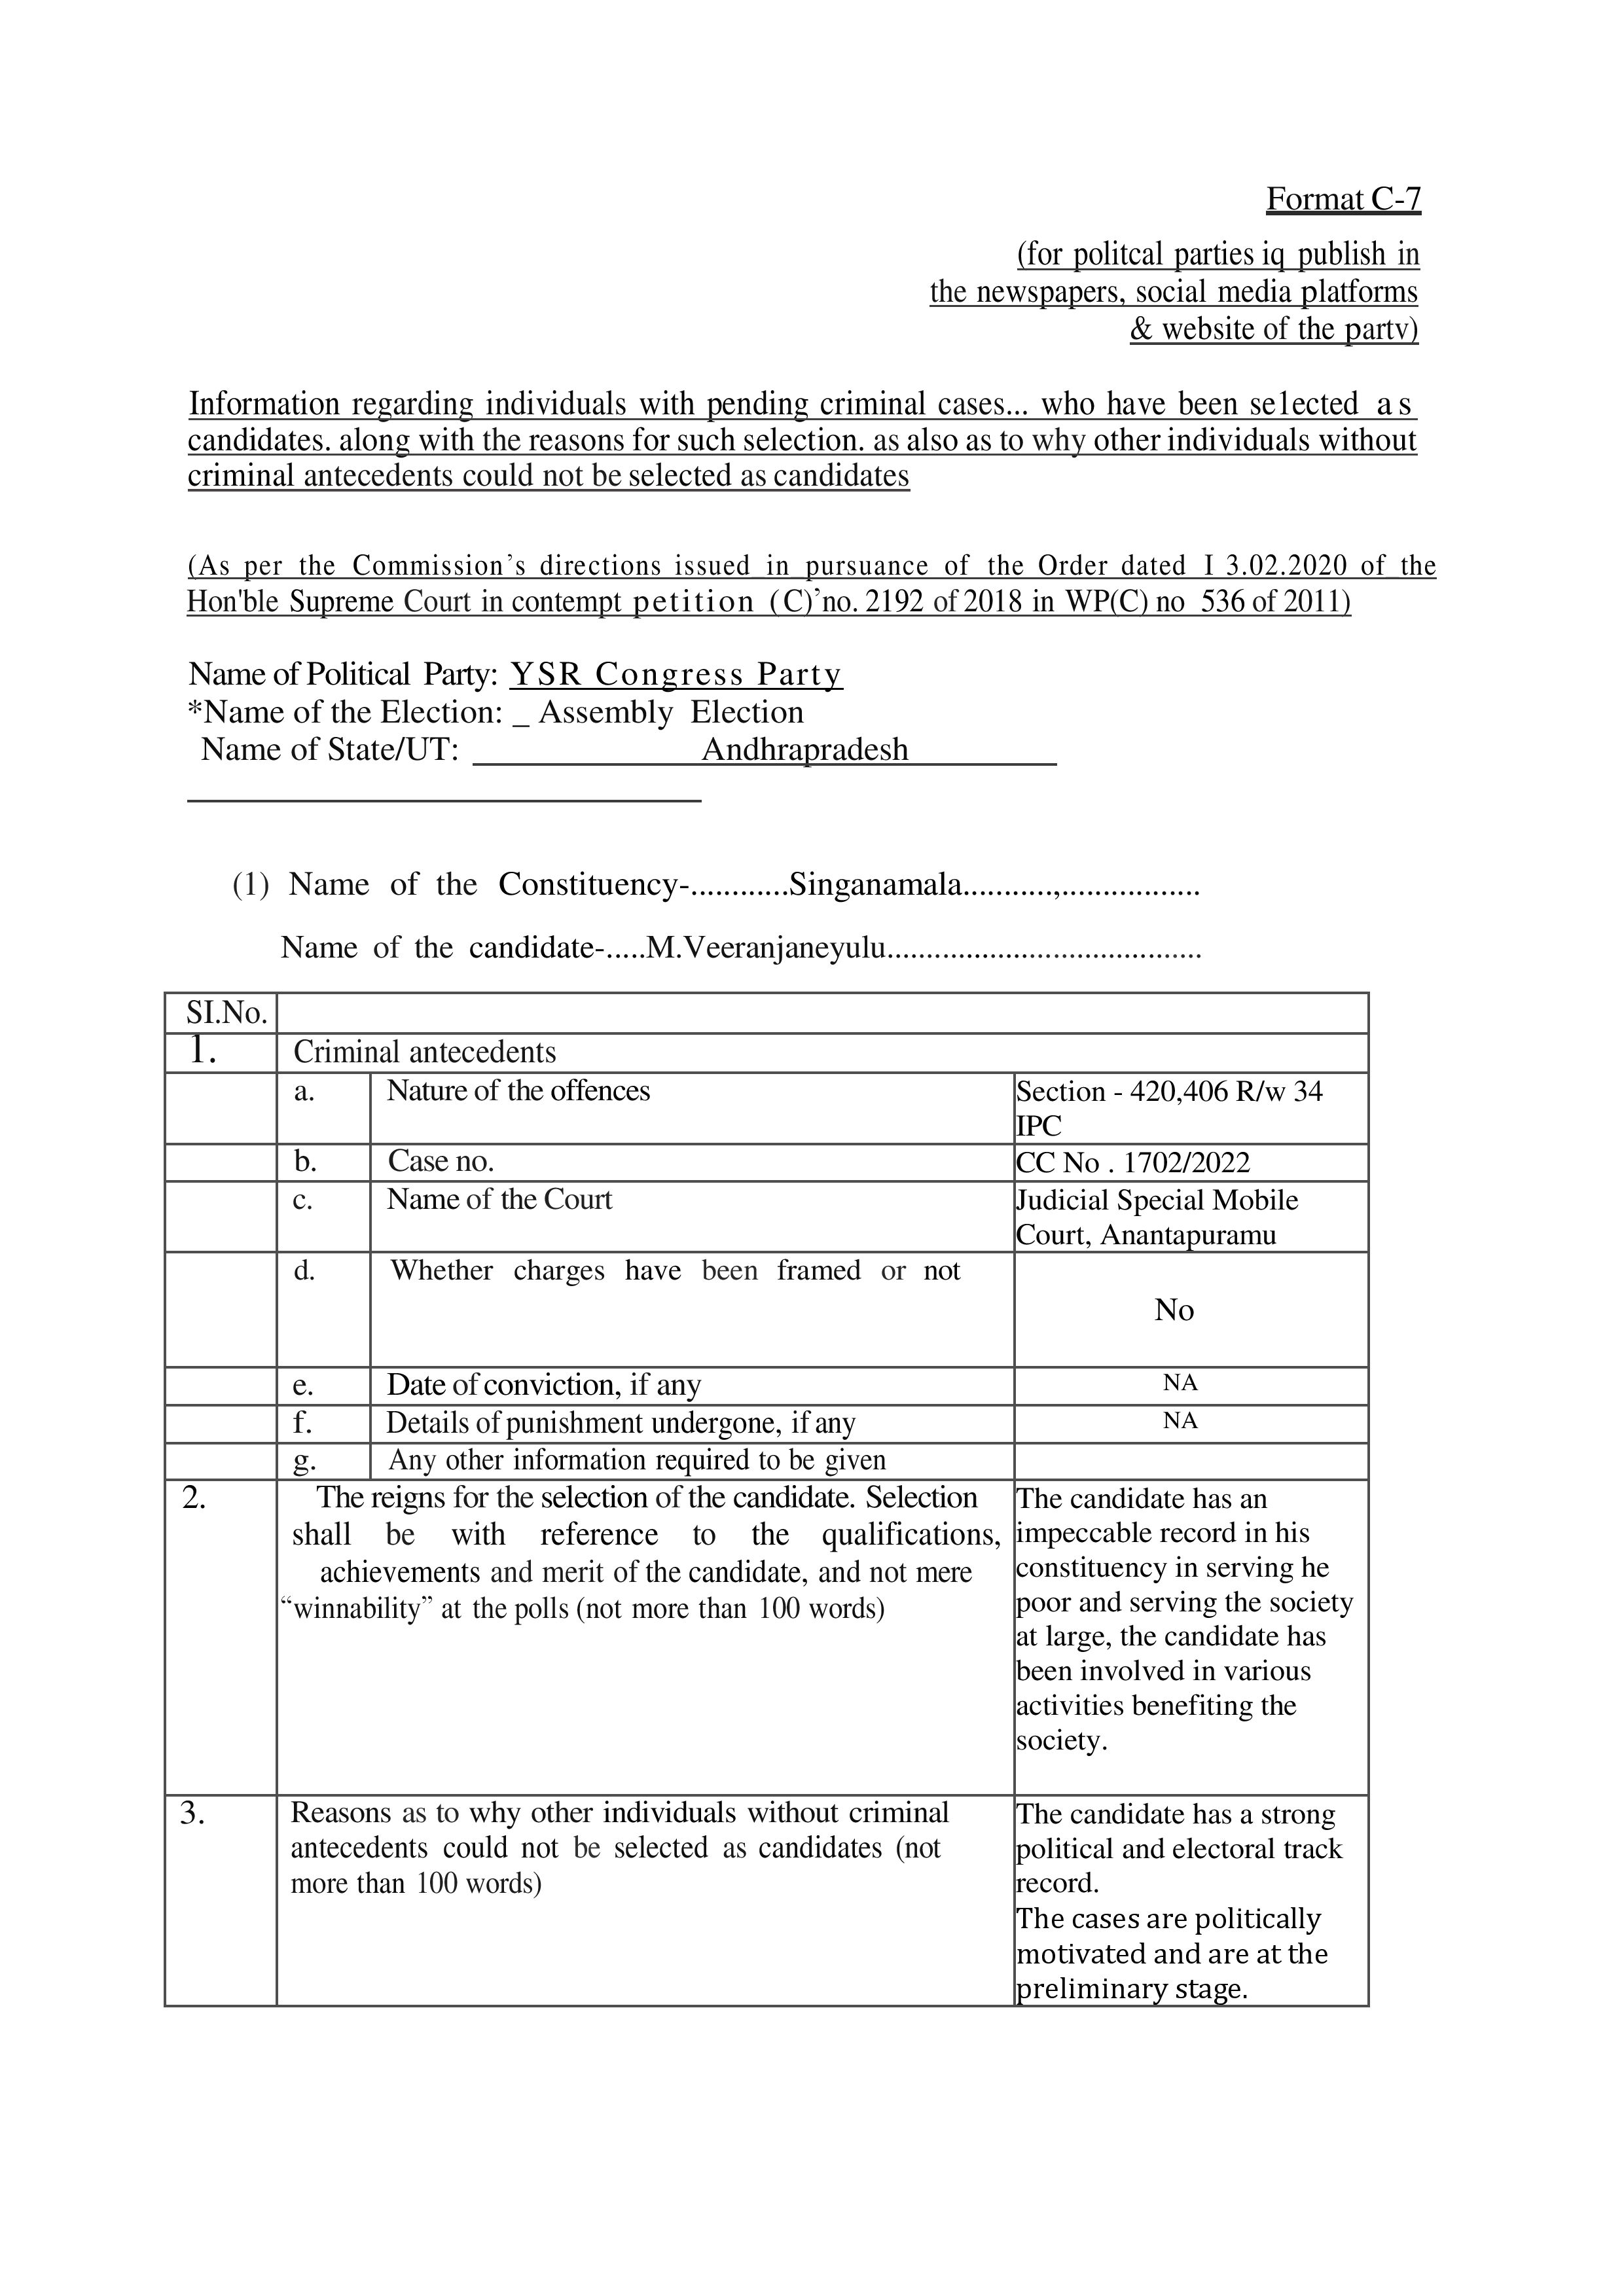 Format C-7
(for politcal parties iq publish in
the newspapers, social media platforms
& website of the partv)
Information regarding individuals with pending criminal cases... who have been se1ected as
candidates. along with the reasons for such selection. as also as to why other individuals without
criminal antecedents could not be selected as candidates
(As per the Commission’s directions issued in pursuance of the Order dated I 3.02.2020 of the
Hon'ble Supreme Court in contempt petition (C)’no. 2192 of 2018 in WP(C) no 536 of 2011)
Name of Political Party: YSR Congress Party
*Name of the Election: _ Assembly Election
Name of State/UT: Andhrapradesh
(1) Name of the Constituency-............Singanamala...........,.................
Name of the candidate-.....M.Veeranjaneyulu........................................
SI.No.
1. Criminal antecedents
a. Nature of the offences Section - 420,406 R/w 34
IPC
b. Case no. CC No . 1702/2022
c. Name of the Court Judicial Special Mobile
Court, Anantapuramu
d. Whether charges have been framed or not
No
e. Date of conviction, if any NA
f. Details of punishment undergone, if any NA
g. Any other information required to be given
2. The reigns for the selection of the candidate. Selection
shall be with reference to the qualifications,
achievements and merit of the candidate, and not mere
“winnability” at the polls (not more than 100 words)
The candidate has an
impeccable record in his
constituency in serving he
poor and serving the society
at large, the candidate has
been involved in various
activities benefiting the
society.
3. Reasons as to why other individuals without criminal
antecedents could not be selected as candidates (not
more than 100 words)
The candidate has a strong
political and electoral track
record.
The cases are politically
motivated and are at the
preliminary stage.